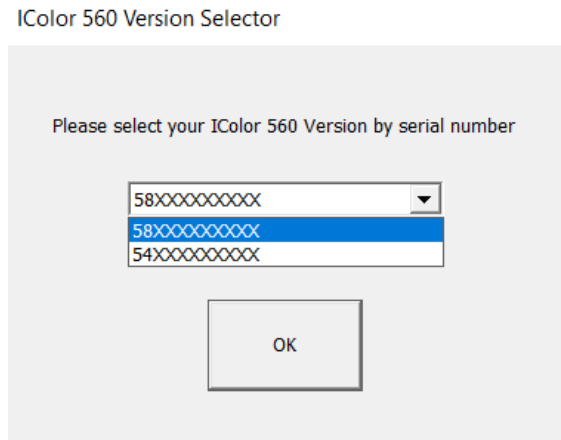 IColor 560 Version Selector
Please select your IColor 560 Version by serial number
58XXXXXXXXX
58XXXXXXXXX
54XXXXXXXXX
OK